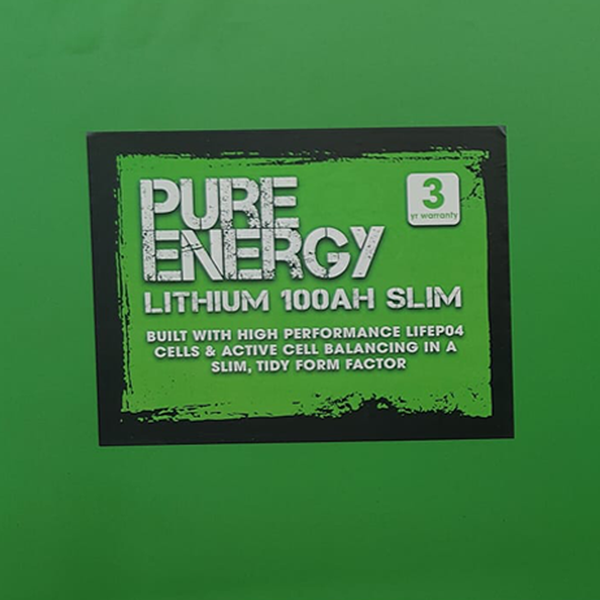 PURE
ENERGY
3
yr warranty
LITHIUM 100AH SLIM
BUILT WITH HIGH PERFORMANCE LIFEP04
CELLS & ACTIVE CELL BALANCING IN A
SLIM, TIDY FORM FACTOR